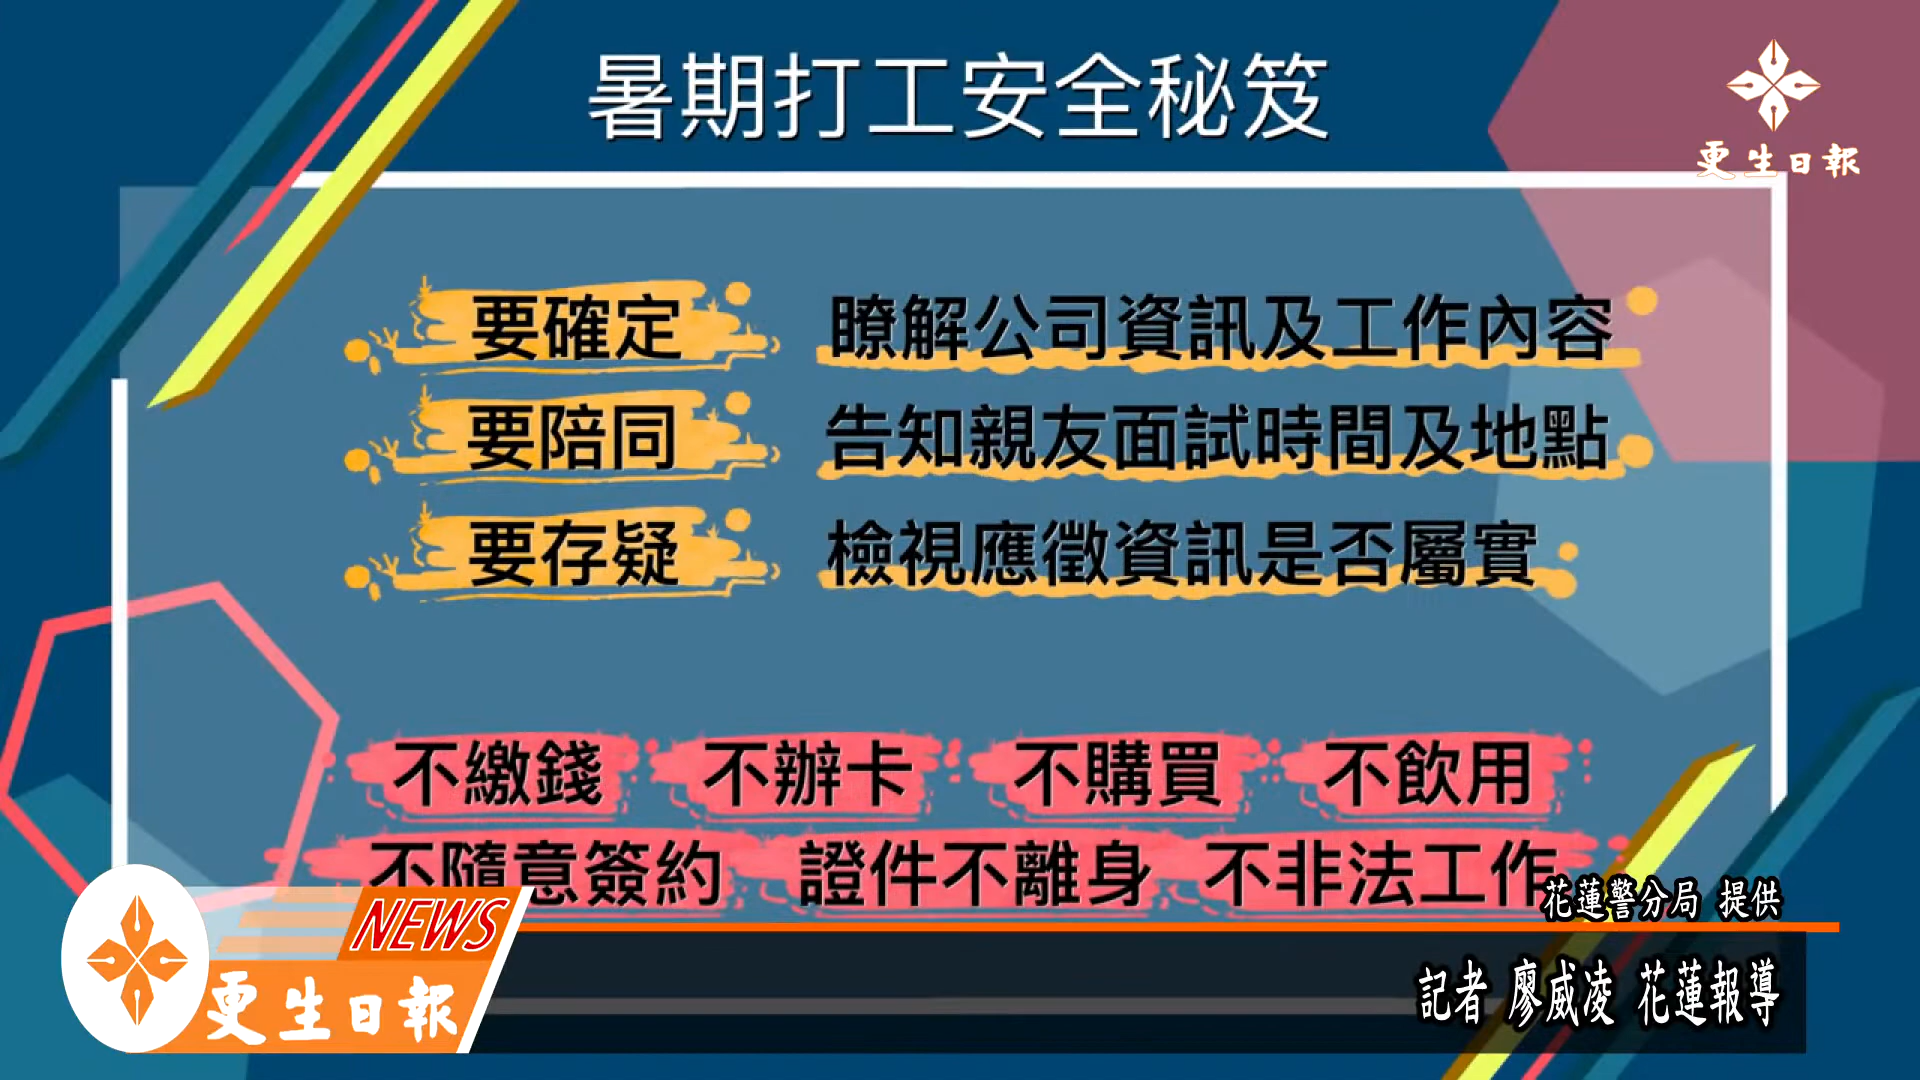 暑期打工安全秘笈
更生日報
要確定 瞭解公司資訊及工作內容
要陪同 告知親友面試時間及地點
要存疑 檢視應徵資訊是否屬實
不繳錢 不辦卡 不購買 不飲用
不隨意簽約 證件不離身 不非法工作
花蓮警分局 提供
NEWS
更生日報
記者 廖威凌 花蓮報導